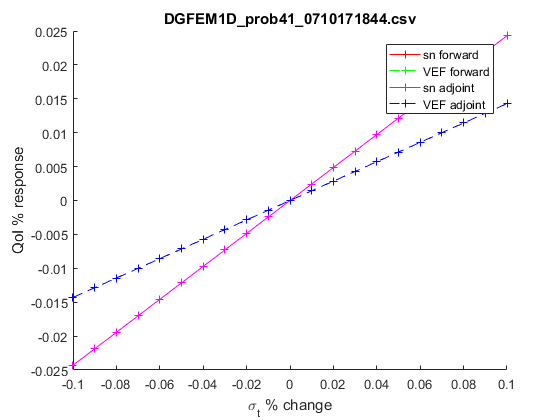 DGFEM1D_prob41_0710171844.csv
0.025
0.02
0.015
0.01
0.005
0
-0.005
-0.01
-0.015
-0.02
-0.025
QoI % response
sn forward
VEF forward
sn adjoint
VEF adjoint
-0.1 -0.08 -0.06 -0.04 -0.02 0 0.02 0.04 0.06 0.08 0.1
σt % change